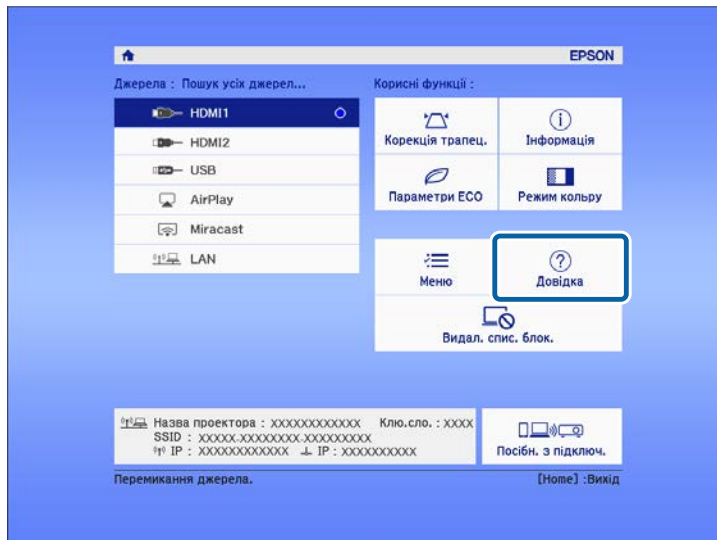 EPSON
Джерела : Пошук усіх джерел...
HDMI1
HDMI2
USB
AirPlay
Miracast
LAN
Корисні функції :
Корекція трапец.
Інформація
Параметри ECO
Режим кольру
Меню
Довідка
Видал. спис. блок.
Назва проектора : XXXXXXXXXXXX Клю.сло. : XXXX
SSID : XXXXX-XXXXXXXX-XXXXXXXXX
IP : XXXXXXXXXXXX IP : XXXXXXXXXX
Посібн. з підключ.
Перемикання джерела.
[Home] :Вихід